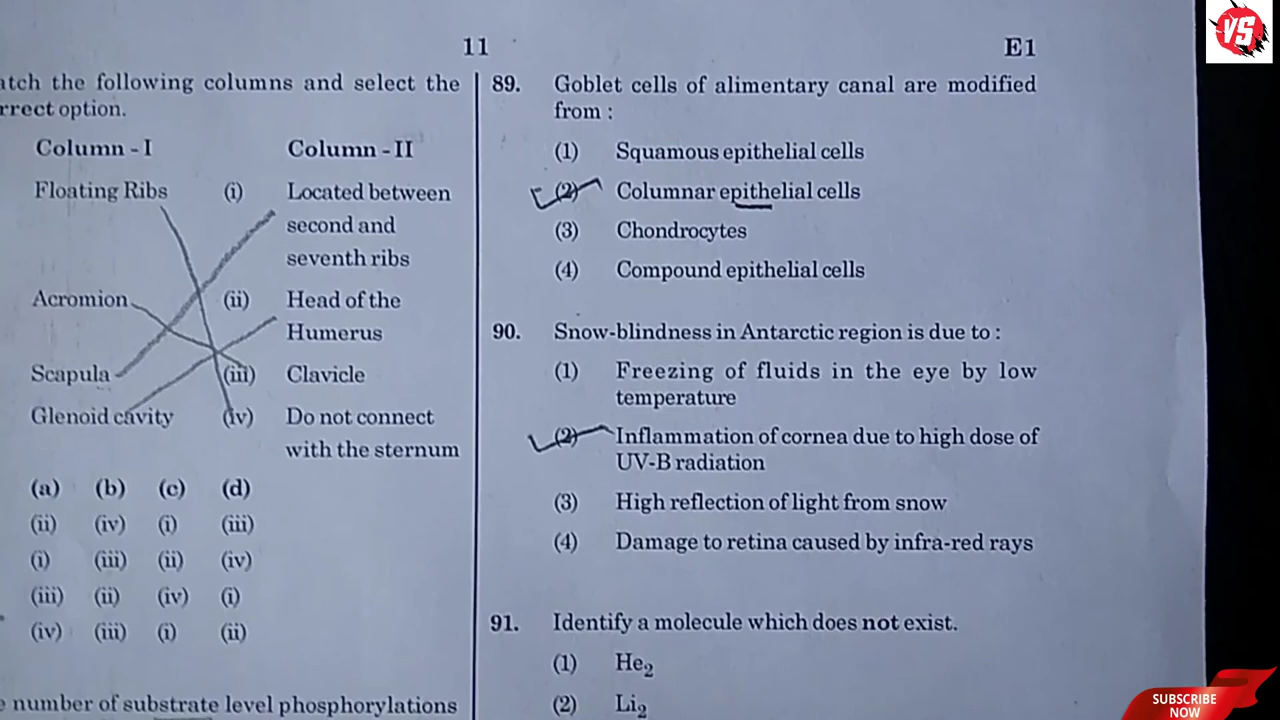 11
E1
atch the following columns and select the
rrect option.
Column - I
Column - II
Floating Ribs
(i)
Located between
second and
seventh ribs
Acromion
(ii)
Head of the
Humerus
Scapula
(iii)
Clavicle
Glenoid cavity
(iv)
Do not connect
with the sternum
(a) (b) (c) (d)
(ii) (iv) (i) (iii)
(i) (iii) (ii) (iv)
(iii) (ii) (iv) (i)
(iv) (iii) (i) (ii)
e number of substrate level phosphorylations
89. Goblet cells of alimentary canal are modified
from :
(1) Squamous epithelial cells
(2) Columnar epithelial cells
(3) Chondrocytes
(4) Compound epithelial cells
90. Snow-blindness in Antarctic region is due to :
(1) Freezing of fluids in the eye by low
temperature
(2) Inflammation of cornea due to high dose of
UV-B radiation
(3) High reflection of light from snow
(4) Damage to retina caused by infra-red rays
91. Identify a molecule which does not exist.
(1) He₂
(2) Li₂
VS
SUBSCRIBE
NOW